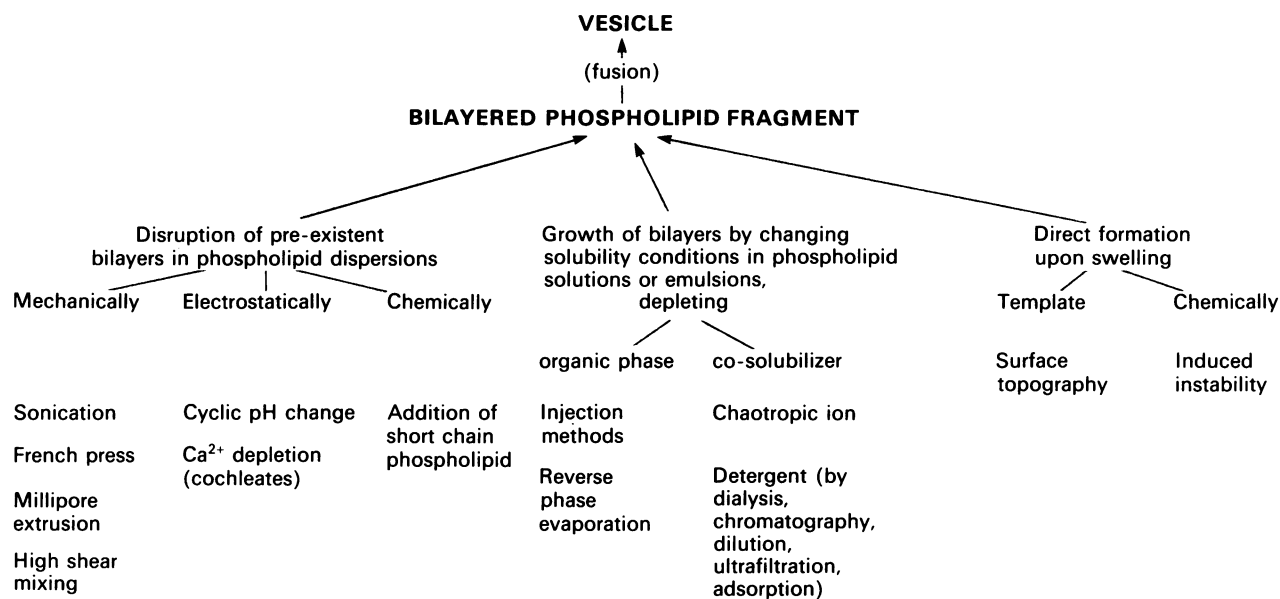 VESICLE
(fusion)
BILAYERED PHOSPHOLIPID FRAGMENT
Disruption of pre-existent
bilayers in phospholipid dispersions
Mechanically
Electrostatically
Chemically
Sonication
French press
Millipore
extrusion
High shear
mixing
Cyclic pH change
Ca²⁺ depletion
(cochleates)
Addition of
short chain
phospholipid
Growth of bilayers by changing
solubility conditions in phospholipid
solutions or emulsions,
depleting
organic phase
co-solubilizer
Injection
methods
Reverse
phase
evaporation
Chaotropic ion
Detergent (by
dialysis,
chromatography,
dilution,
ultrafiltration,
adsorption)
Direct formation
upon swelling
Template
Chemically
Surface
topography
Induced
instability